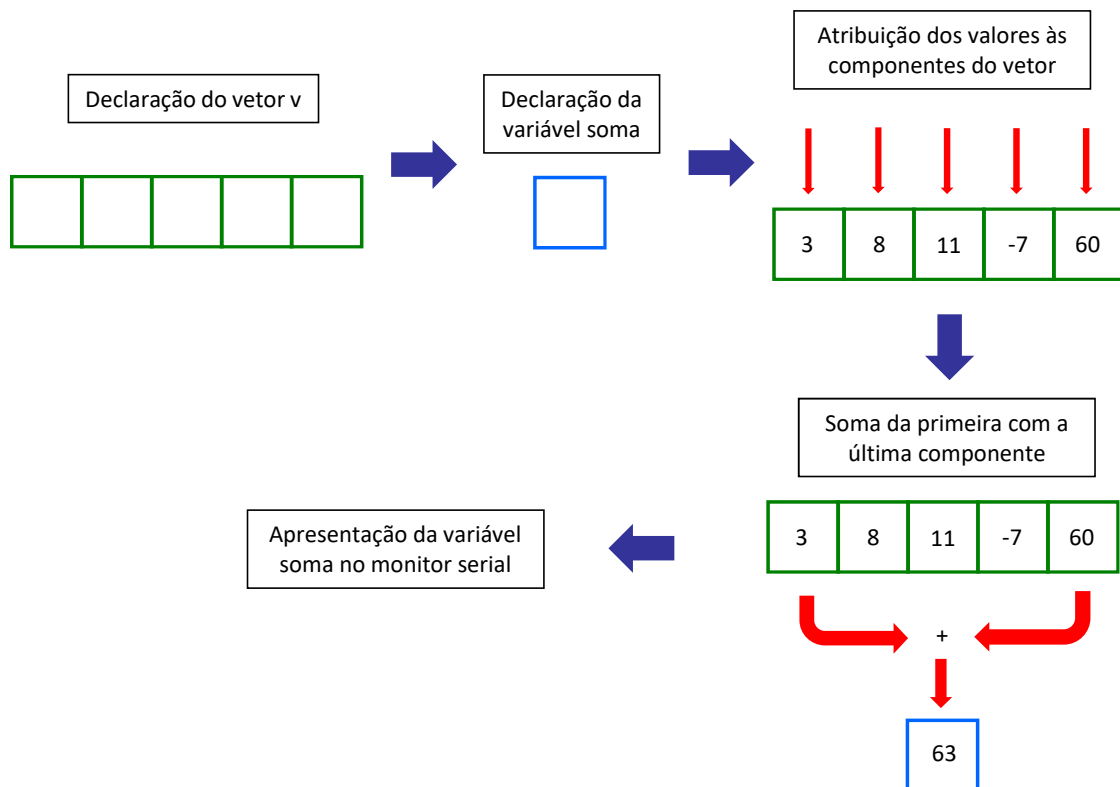 Declaração do vetor v
Declaração da
variável soma
Atribuição dos valores às
componentes do vetor
3 8 11 -7 60
Soma da primeira com a
última componente
3 8 11 -7 60
+
63
Apresentação da variável
soma no monitor serial